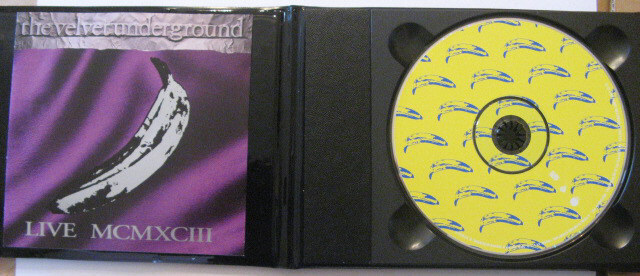 the velvet underground
LIVE MCMXCIII